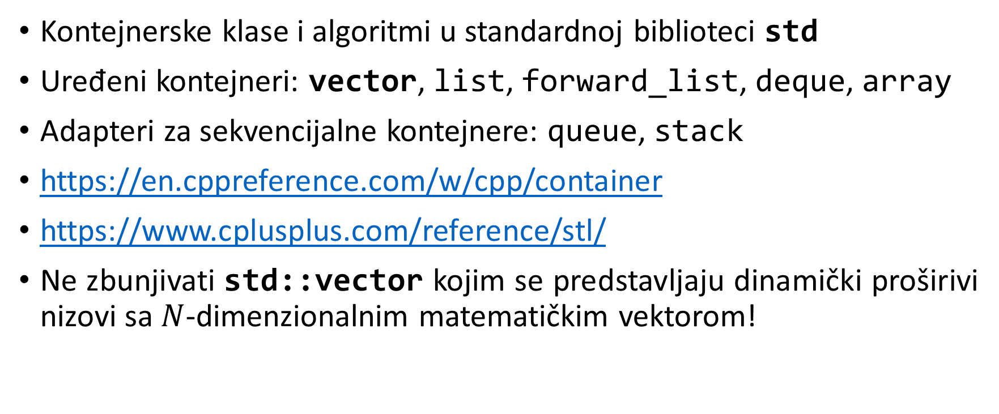 • Kontejnerske klase i algoritmi u standardnoj biblioteci std
• Uređeni kontejneri: vector, list, forward_list, deque, array
• Adapteri za sekvencijalne kontejnere: queue, stack
• https://en.cppreference.com/w/cpp/container
• https://www.cplusplus.com/reference/stl/
• Ne zbunjivati std::vector kojim se predstavljaju dinamički proširivi
nizovi sa N-dimenzionalnim matematičkim vektorom!